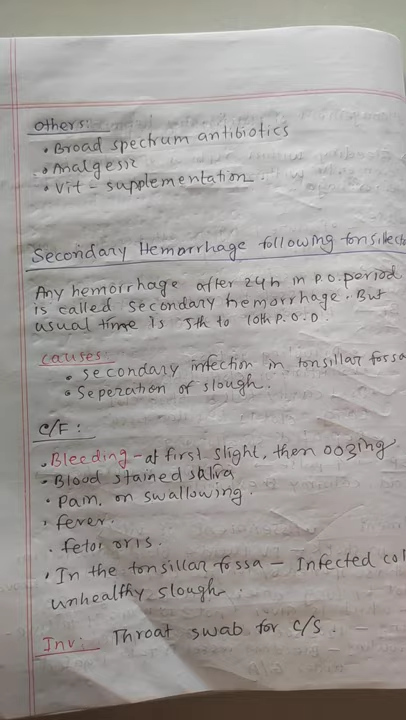 Others:
• Broad spectrum antibiotics
• Analgesic
• Vit - supplementation.
Secondary Hemorrhage following tonsillecto
Any hemorrhage after 24h in p.o. period
is called secondary hemorrhage. But
usual time is 5th to 10th P.O.D.
Causes:
• secondary infection in tonsillar fossa
• Seperation of slough.
C/F:
• Bleeding - at first slight, then oozing
• Blood stained saliva
• Pain, on swallowing.
• fever.
• fetor oris.
• In the tonsillar fossa - Infected col
unhealthy slough.
Inv: Throat swab for C/S.